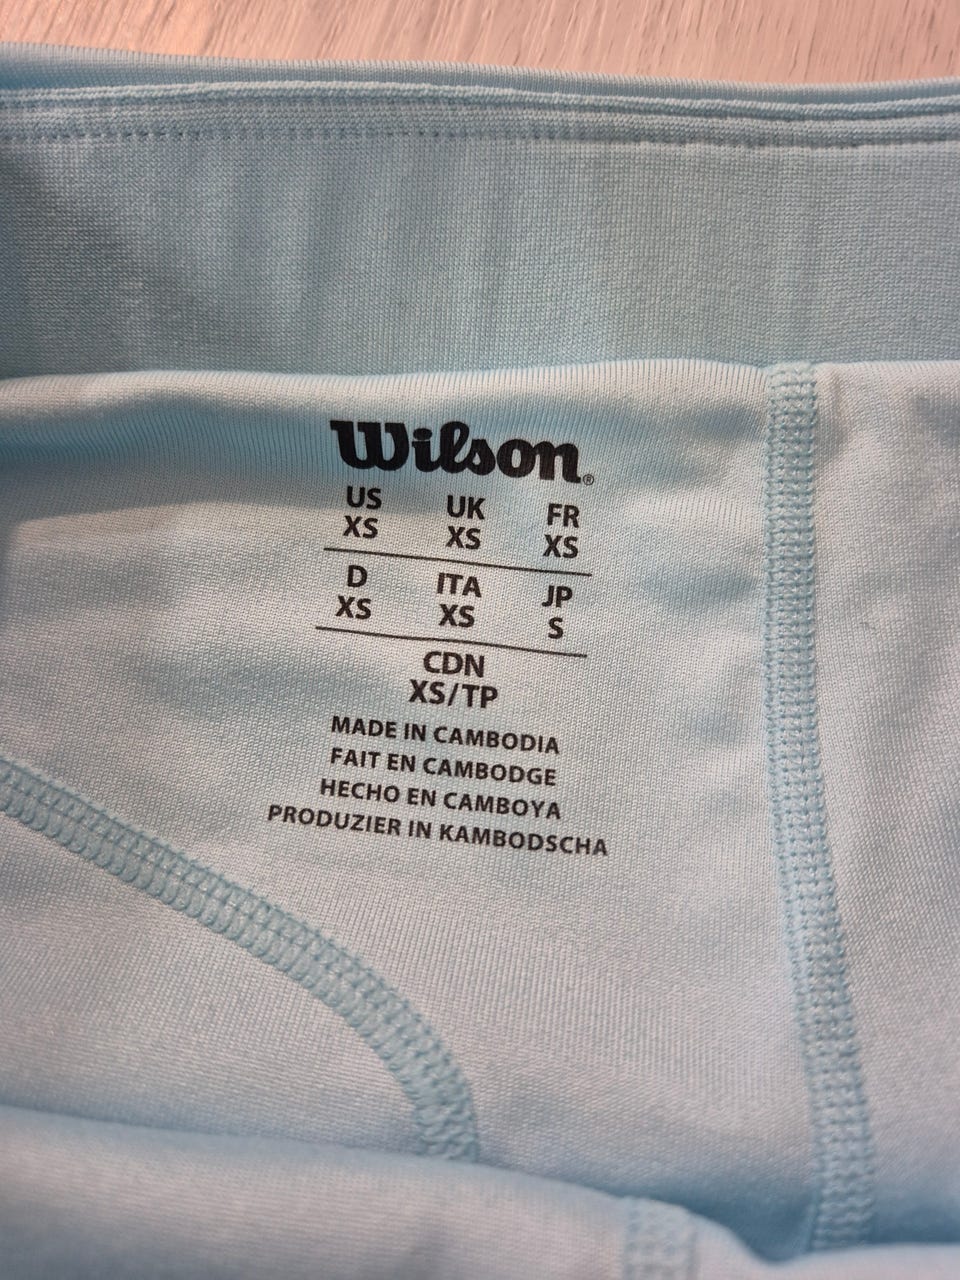 Wilson®
US UK FR
XS XS XS
D ITA JP
XS XS S
CDN
XS/TP
MADE IN CAMBODIA
FAIT EN CAMBODGE
HECHO EN CAMBOYA
PRODUZIER IN KAMBODSCHA